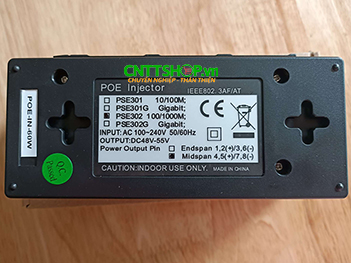 CNTTSHOP.vn
CHUYÊN NGHIỆP - THÂN THIỆN
POE Injector
IEEE802.3AF/AT
PSE301 10/100M;
PSE301G Gigabit;
PSE302 100/1000M;
PSE302G Gigabit;
INPUT:AC 100~240V 50/60Hz
OUTPUT:DC48V-55V
Power Output Pin
Endspan 1,2(+)/3,6(-)
Midspan 4,5(+)/7,8(-)
CAUTION:INDOOR USE ONLY.
MADE IN CHINA
POE-IN-60W
Q.C.
Passed